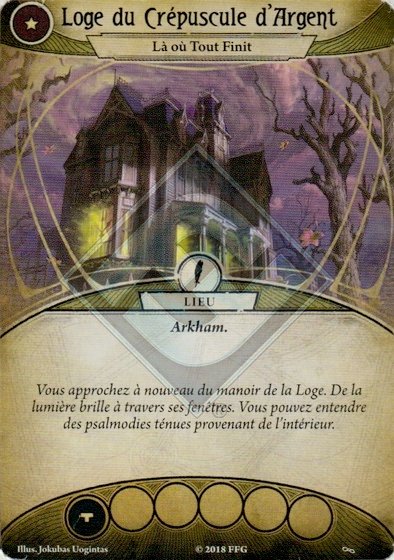 Loge du Crépuscule d'Argent
Là où Tout Finit
LIEU
Arkham.
Vous approchez à nouveau du manoir de la Loge. De la
lumière brille à travers ses fenêtres. Vous pouvez entendre
des psalmodies ténues provenant de l'intérieur.
Illus. Jokubas Uogintas
© 2018 FFG